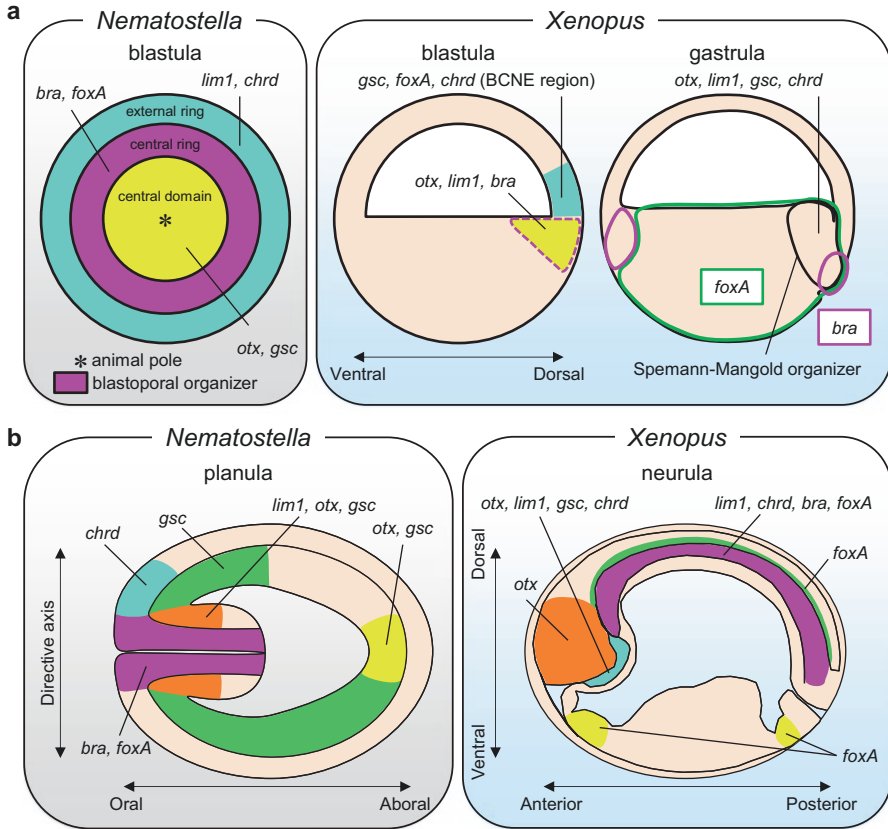 a
Nematostella
blastula
bra, foxA
lim1, chrd
external ring
central ring
central domain
*
otx, gsc
* animal pole
blastoporal organizer
Xenopus
blastula
gsc, foxA, chrd (BCNE region)
otx, lim1, bra
Ventral
Dorsal
gastrula
otx, lim1, gsc, chrd
foxA
bra
Spemann-Mangold organizer
b
Nematostella
planula
chrd
gsc
lim1, otx, gsc
otx, gsc
Directive axis
bra, foxA
Oral
Aboral
Xenopus
neurula
otx, lim1, gsc, chrd
lim1, chrd, bra, foxA
foxA
otx
Dorsal
Ventral
foxA
Anterior
Posterior